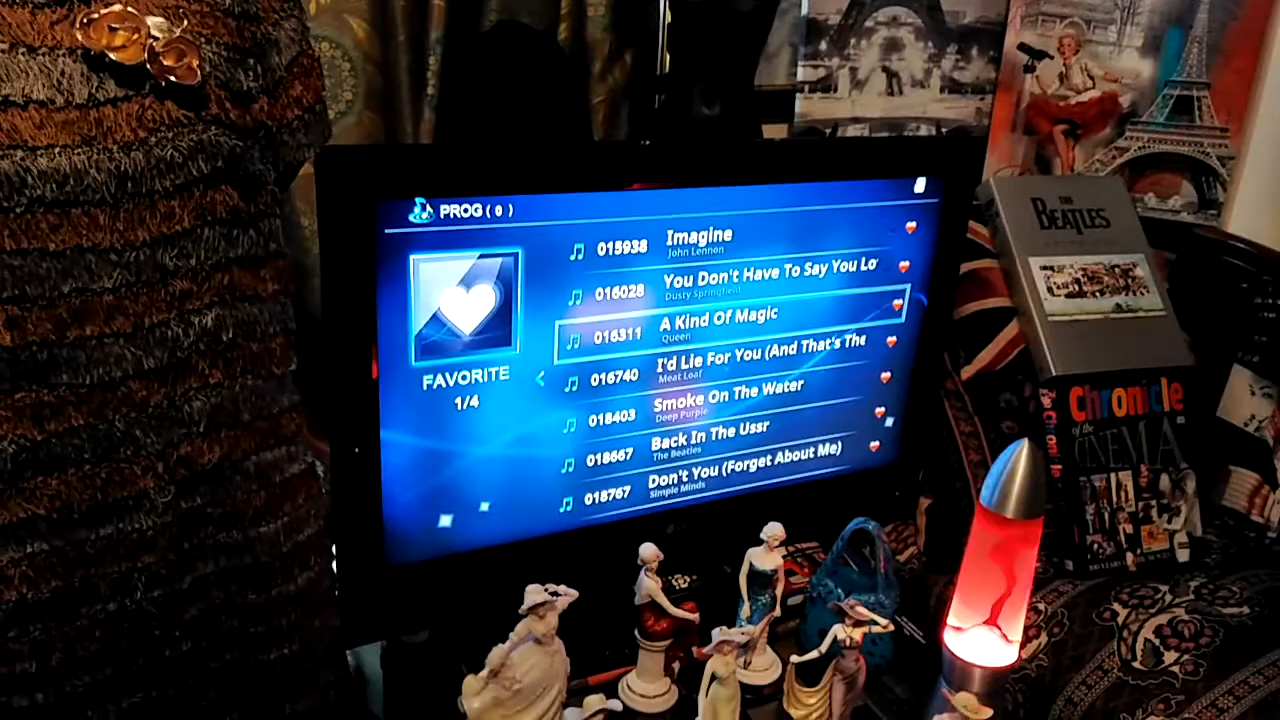 PROG ( 0 )
015938 Imagine
John Lennon
016028 You Don't Have To Say You Lo
Dusty Springfield
016311 A Kind Of Magic
Queen
016740 I'd Lie For You (And That's The
Meat Loaf
018403 Smoke On The Water
Deep Purple
018667 Back In The Ussr
The Beatles
018767 Don't You (Forget About Me)
Simple Minds
FAVORITE
1/4
THE
BEATLES
Chronicle
of the
CINEMA